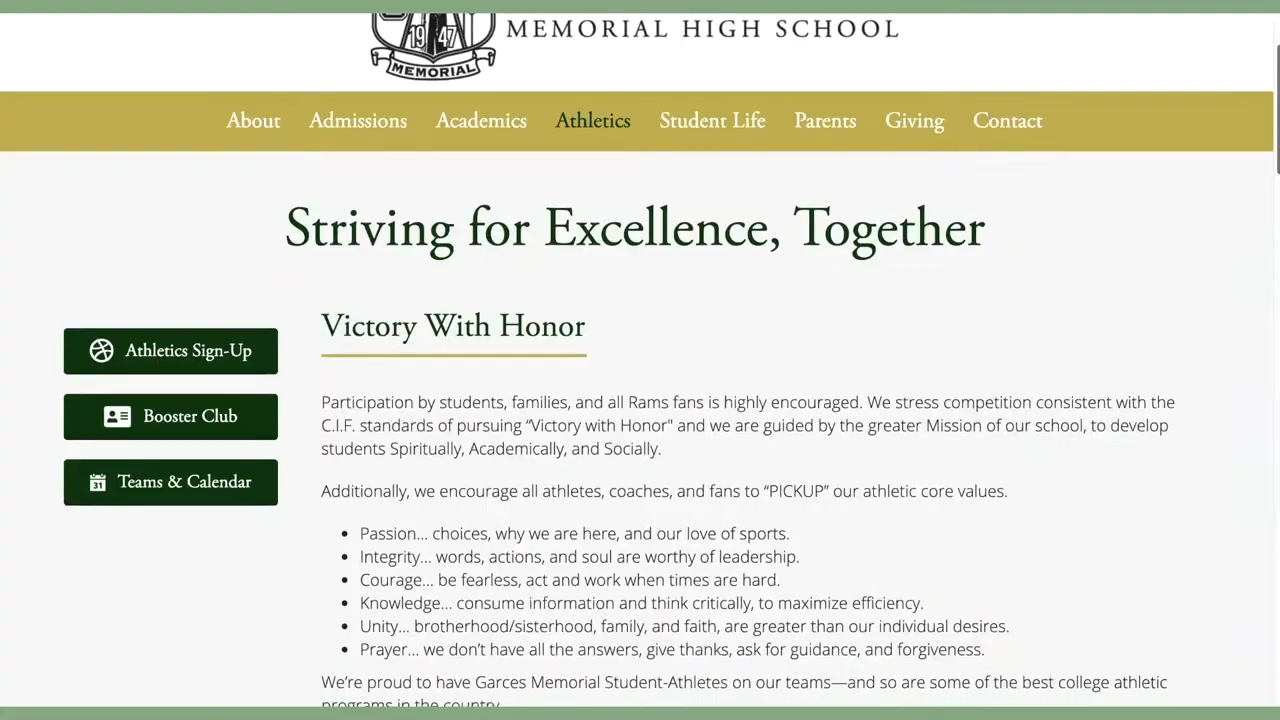 19 47
MEMORIAL
MEMORIAL HIGH SCHOOL
About Admissions Academics Athletics Student Life Parents Giving Contact
Striving for Excellence, Together
Athletics Sign-Up
Booster Club
31 Teams & Calendar
Victory With Honor
Participation by students, families, and all Rams fans is highly encouraged. We stress competition consistent with the
C.I.F. standards of pursuing “Victory with Honor" and we are guided by the greater Mission of our school, to develop
students Spiritually, Academically, and Socially.
Additionally, we encourage all athletes, coaches, and fans to “PICKUP” our athletic core values.
• Passion... choices, why we are here, and our love of sports.
• Integrity... words, actions, and soul are worthy of leadership.
• Courage... be fearless, act and work when times are hard.
• Knowledge... consume information and think critically, to maximize efficiency.
• Unity... brotherhood/sisterhood, family, and faith, are greater than our individual desires.
• Prayer... we don’t have all the answers, give thanks, ask for guidance, and forgiveness.
We’re proud to have Garces Memorial Student-Athletes on our teams—and so are some of the best college athletic
programs in the country.